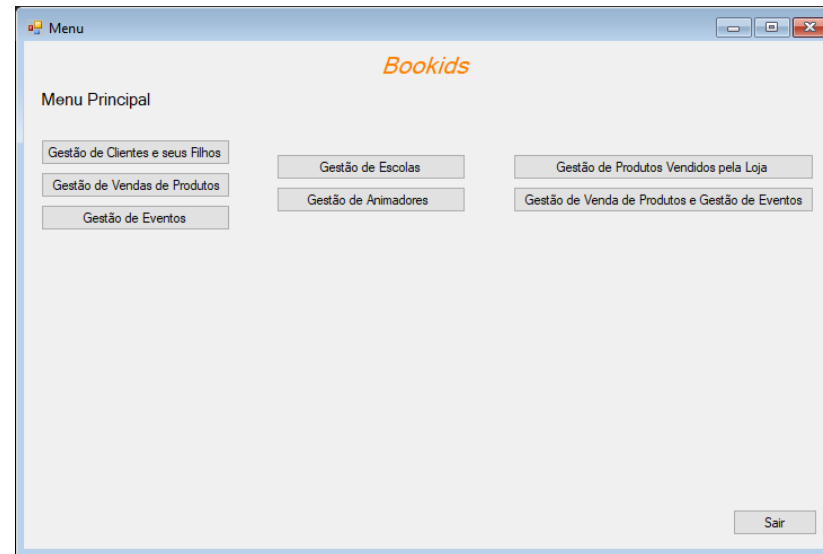 Menu
Bookids
Menu Principal
Gestão de Clientes e seus Filhos
Gestão de Vendas de Produtos
Gestão de Eventos
Gestão de Escolas
Gestão de Animadores
Gestão de Produtos Vendidos pela Loja
Gestão de Venda de Produtos e Gestão de Eventos
Sair